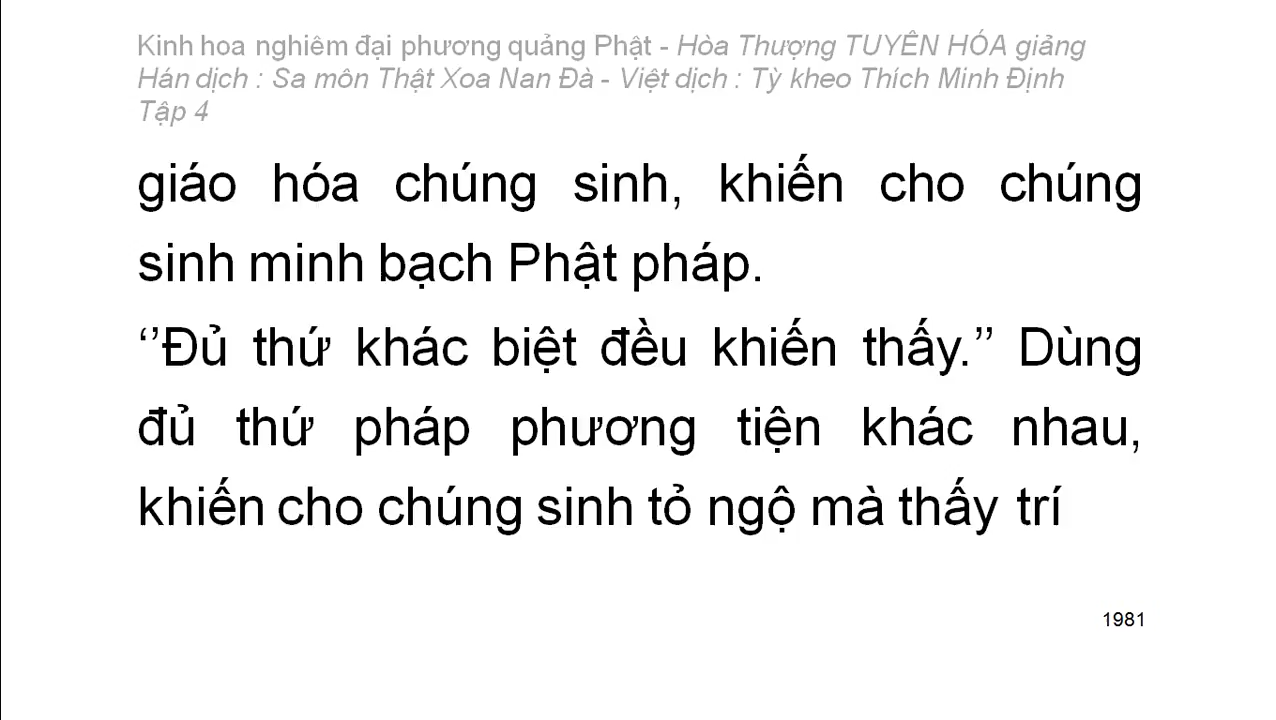 Kinh hoa nghiêm đại phương quảng Phật - Hòa Thượng TUYÊN HÓA giảng
Hán dịch : Sa môn Thật Xoa Nan Đà - Việt dịch : Tỳ kheo Thích Minh Định
Tập 4
giáo hóa chúng sinh, khiến cho chúng
sinh minh bạch Phật pháp.
‘’Đủ thứ khác biệt đều khiến thấy.’’ Dùng
đủ thứ pháp phương tiện khác nhau,
khiến cho chúng sinh tỏ ngộ mà thấy trí
1981